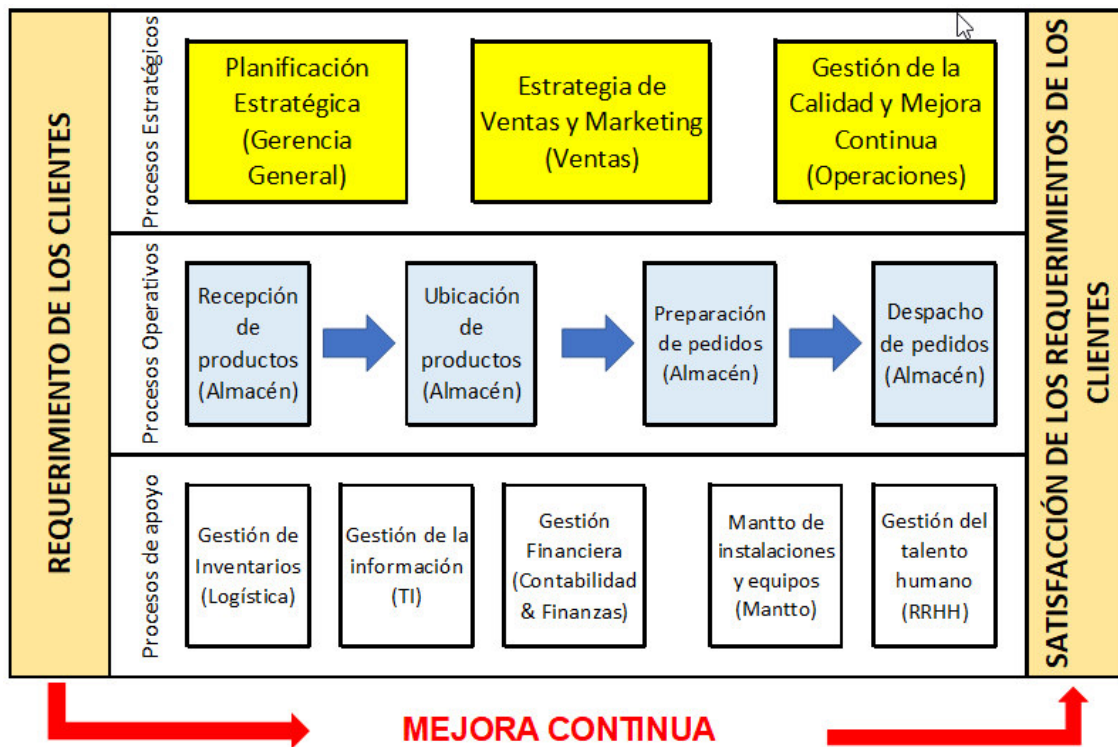 REQUERIMIENTO DE LOS CLIENTES
Procesos Estratégicos
Planificación
Estratégica
(Gerencia
General)
Estrategia de
Ventas y Marketing
(Ventas)
Gestión de la
Calidad y Mejora
Continua
(Operaciones)
Procesos Operativos
Recepción
de
productos
(Almacén)
Ubicación
de
productos
(Almacén)
Preparación
de pedidos
(Almacén)
Despacho
de pedidos
(Almacén)
Procesos de apoyo
Gestión de
Inventarios
(Logística)
Gestión de la
información
(TI)
Gestión
Financiera
(Contabilidad
& Finanzas)
Mantto de
instalaciones
y equipos
(Mantto)
Gestión del
talento
humano
(RRHH)
SATISFACCIÓN DE LOS REQUERIMIENTOS DE LOS
CLIENTES
MEJORA CONTINUA